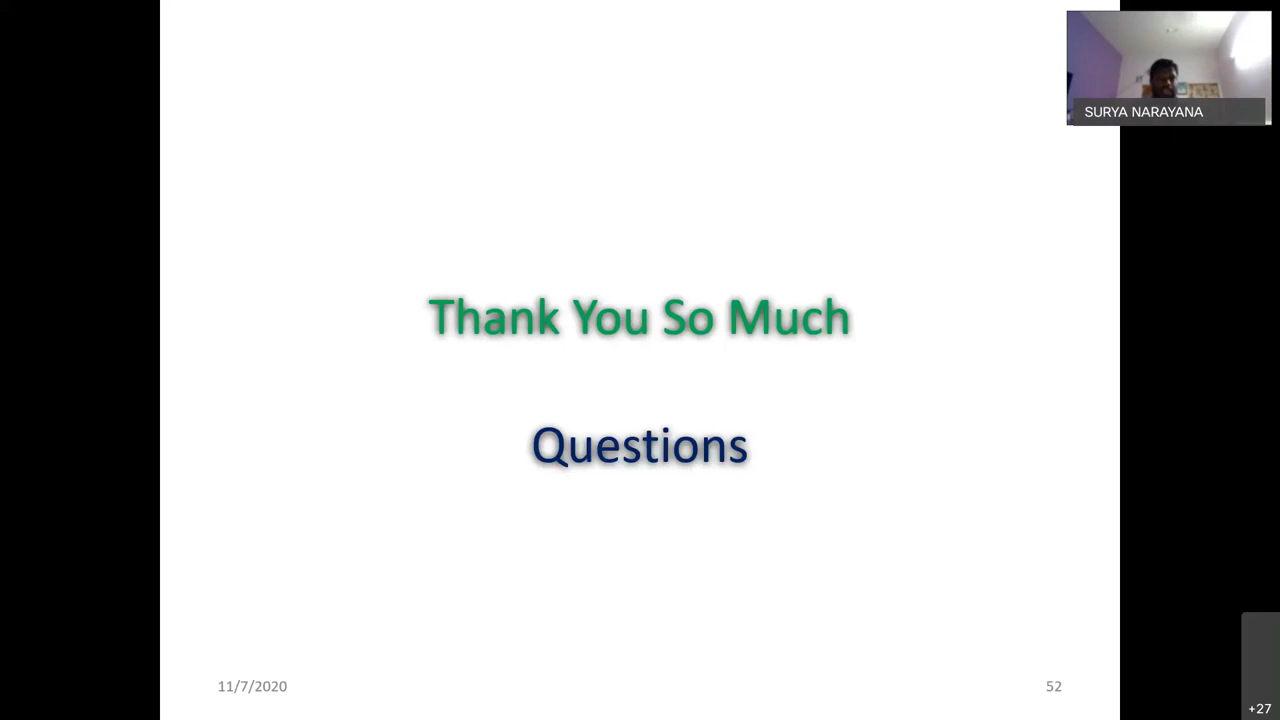 SURYA NARAYANA
Thank You So Much
Questions
11/7/2020
52
+27